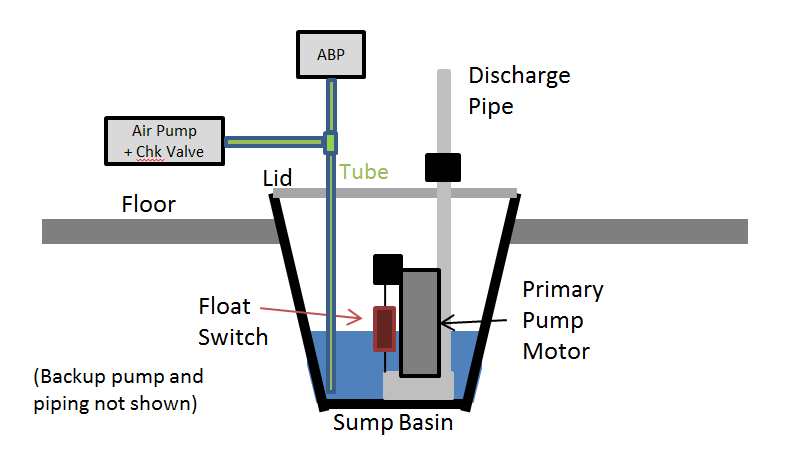 ABP
Discharge
Pipe
Air Pump
+ Chk Valve
Tube
Lid
Floor
Primary
Pump
Motor
Float
Switch
(Backup pump and
piping not shown)
Sump Basin